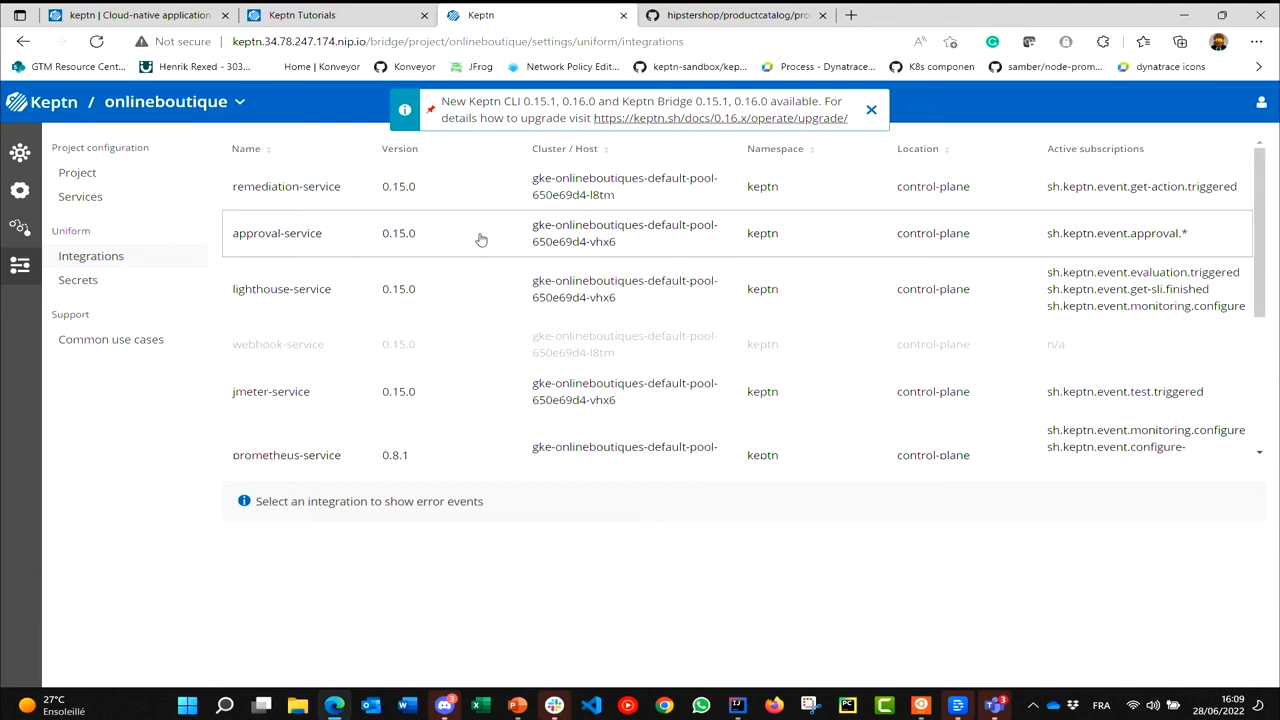 keptn | Cloud-native application
Keptn Tutorials
Keptn
hipstershop/productcatalog/pro
Not secure
keptn.34.78.247.174.nip.io/bridge/project/onlineboutique/settings/uniform/integrations
GTM Resource Cent...
Henrik Rexed - 303...
Home | Konveyor
Konveyor
JFrog
Network Policy Edit...
keptn-sandbox/kep...
Process - Dynatrace...
K8s componen
samber/node-prom...
dynatrace icons
Keptn / onlineboutique
New Keptn CLI 0.15.1, 0.16.0 and Keptn Bridge 0.15.1, 0.16.0 available. For
details how to upgrade visit https://keptn.sh/docs/0.16.x/operate/upgrade/
Project configuration
Project
Services
Uniform
Integrations
Secrets
Support
Common use cases
Name Version Cluster / Host Namespace Location Active subscriptions
remediation-service 0.15.0 gke-onlineboutiques-default-pool-
650e69d4-l8tm keptn control-plane sh.keptn.event.get-action.triggered
approval-service 0.15.0 gke-onlineboutiques-default-pool-
650e69d4-vhx6 keptn control-plane sh.keptn.event.approval.*
lighthouse-service 0.15.0 gke-onlineboutiques-default-pool-
650e69d4-vhx6 keptn control-plane sh.keptn.event.evaluation.triggered
sh.keptn.event.get-sli.finished
sh.keptn.event.monitoring.configure
webhook-service 0.15.0 gke-onlineboutiques-default-pool-
650e69d4-l8tm keptn control-plane n/a
jmeter-service 0.15.0 gke-onlineboutiques-default-pool-
650e69d4-vhx6 keptn control-plane sh.keptn.event.test.triggered
prometheus-service 0.8.1 gke-onlineboutiques-default-pool- keptn control-plane sh.keptn.event.monitoring.configure
sh.keptn.event.configure-
Select an integration to show error events
27°C
Ensoleillé
3
3
FRA
16:09
28/06/2022